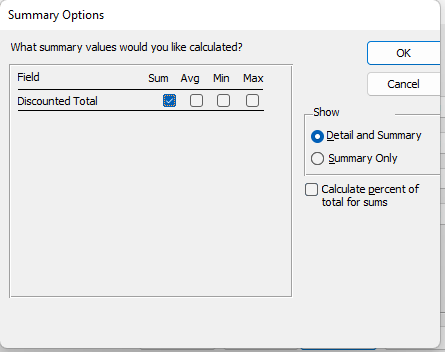 Summary Options
What summary values would you like calculated?
OK
Field Sum Avg Min Max
Cancel
Discounted Total
Show
Detail and Summary
Summary Only
Calculate percent of
total for sums